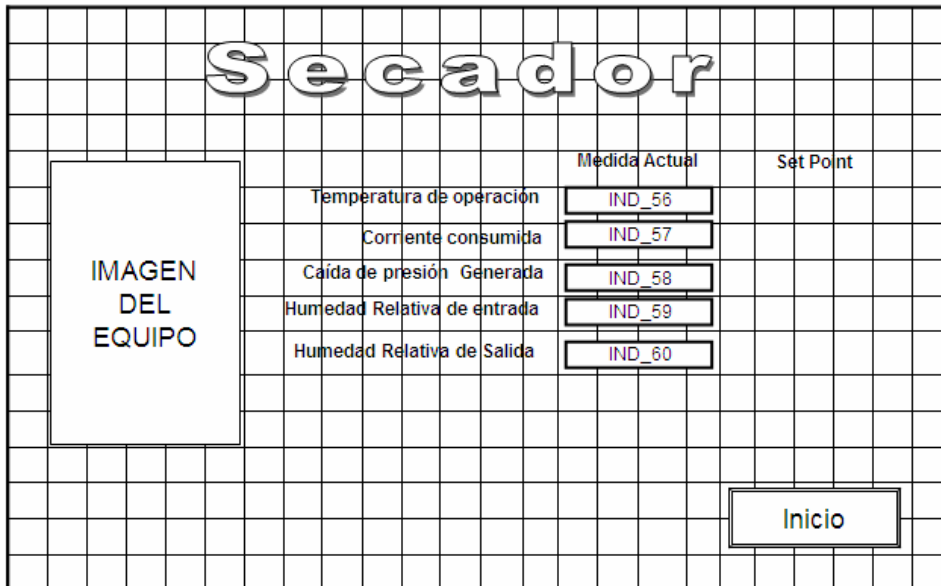 Secador
Medida Actual Set Point
Temperatura de operación IND_56
Corriente consumida IND_57
Caída de presión Generada IND_58
Humedad Relativa de entrada IND_59
Humedad Relativa de Salida IND_60
IMAGEN
DEL
EQUIPO
Inicio